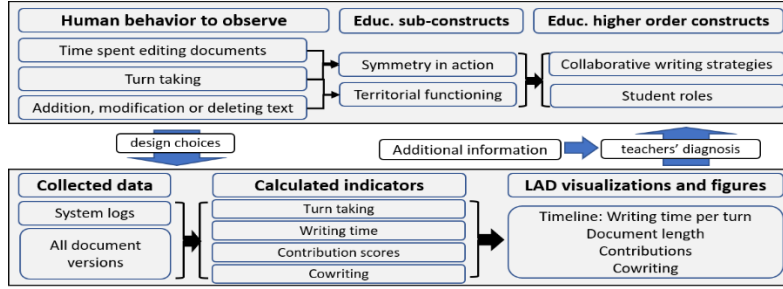 Human behavior to observe
Educ. sub-constructs
Educ. higher order constructs
Time spent editing documents
Turn taking
Addition, modification or deleting text
Symmetry in action
Territorial functioning
Collaborative writing strategies
Student roles
design choices
Additional information
teachers' diagnosis
Collected data
Calculated indicators
LAD visualizations and figures
System logs
All document
versions
Turn taking
Writing time
Contribution scores
Cowriting
Timeline: Writing time per turn
Document length
Contributions
Cowriting